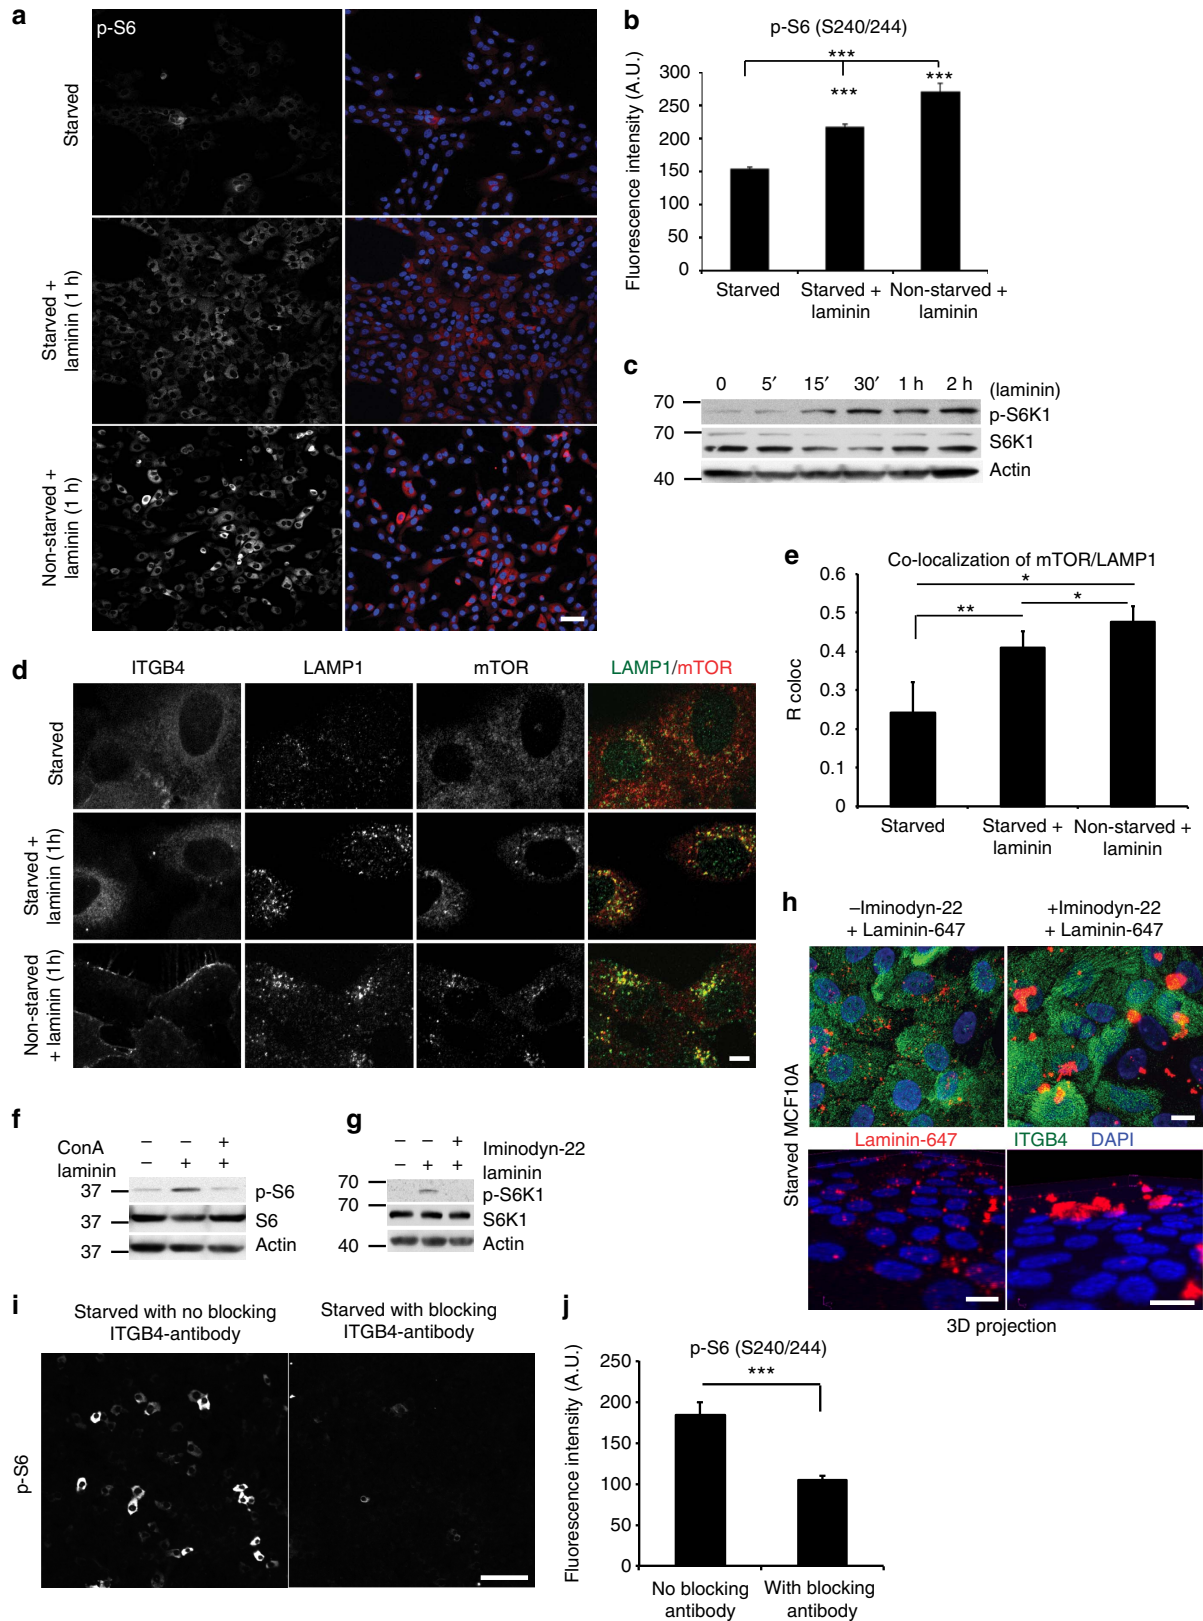 a
p-S6
Starved
Starved +
laminin (1 h)
Non-starved +
laminin (1 h)
b
p-S6 (S240/244)
Fluorescence intensity (A.U.)
300
250
200
150
100
50
0
***
***
***
Starved
Starved +
laminin
Non-starved +
laminin
c
0 5′ 15′ 30′ 1 h 2 h (laminin)
70
p-S6K1
70
S6K1
40
Actin
d
ITGB4 LAMP1 mTOR LAMP1/mTOR
Starved
Starved +
laminin (1h)
Non-starved
+ laminin (1h)
e
Co-localization of mTOR/LAMP1
R coloc
0.6
0.5
0.4
0.3
0.2
0.1
0
*
**
*
Starved
Starved +
laminin
Non-starved +
laminin
f
ConA – – +
laminin – + +
37
p-S6
37
S6
37
Actin
g
– – + Iminodyn-22
– + + laminin
70
p-S6K1
70
S6K1
40
Actin
h
–Iminodyn-22
+ Laminin-647
+Iminodyn-22
+ Laminin-647
Starved MCF10A
Laminin-647 ITGB4 DAPI
3D projection
i
Starved with no blocking
ITGB4-antibody
Starved with blocking
ITGB4-antibody
p-S6
j
p-S6 (S240/244)
Fluorescence intensity (A.U.)
250
200
150
100
50
0
***
No blocking
antibody
With blocking
antibody